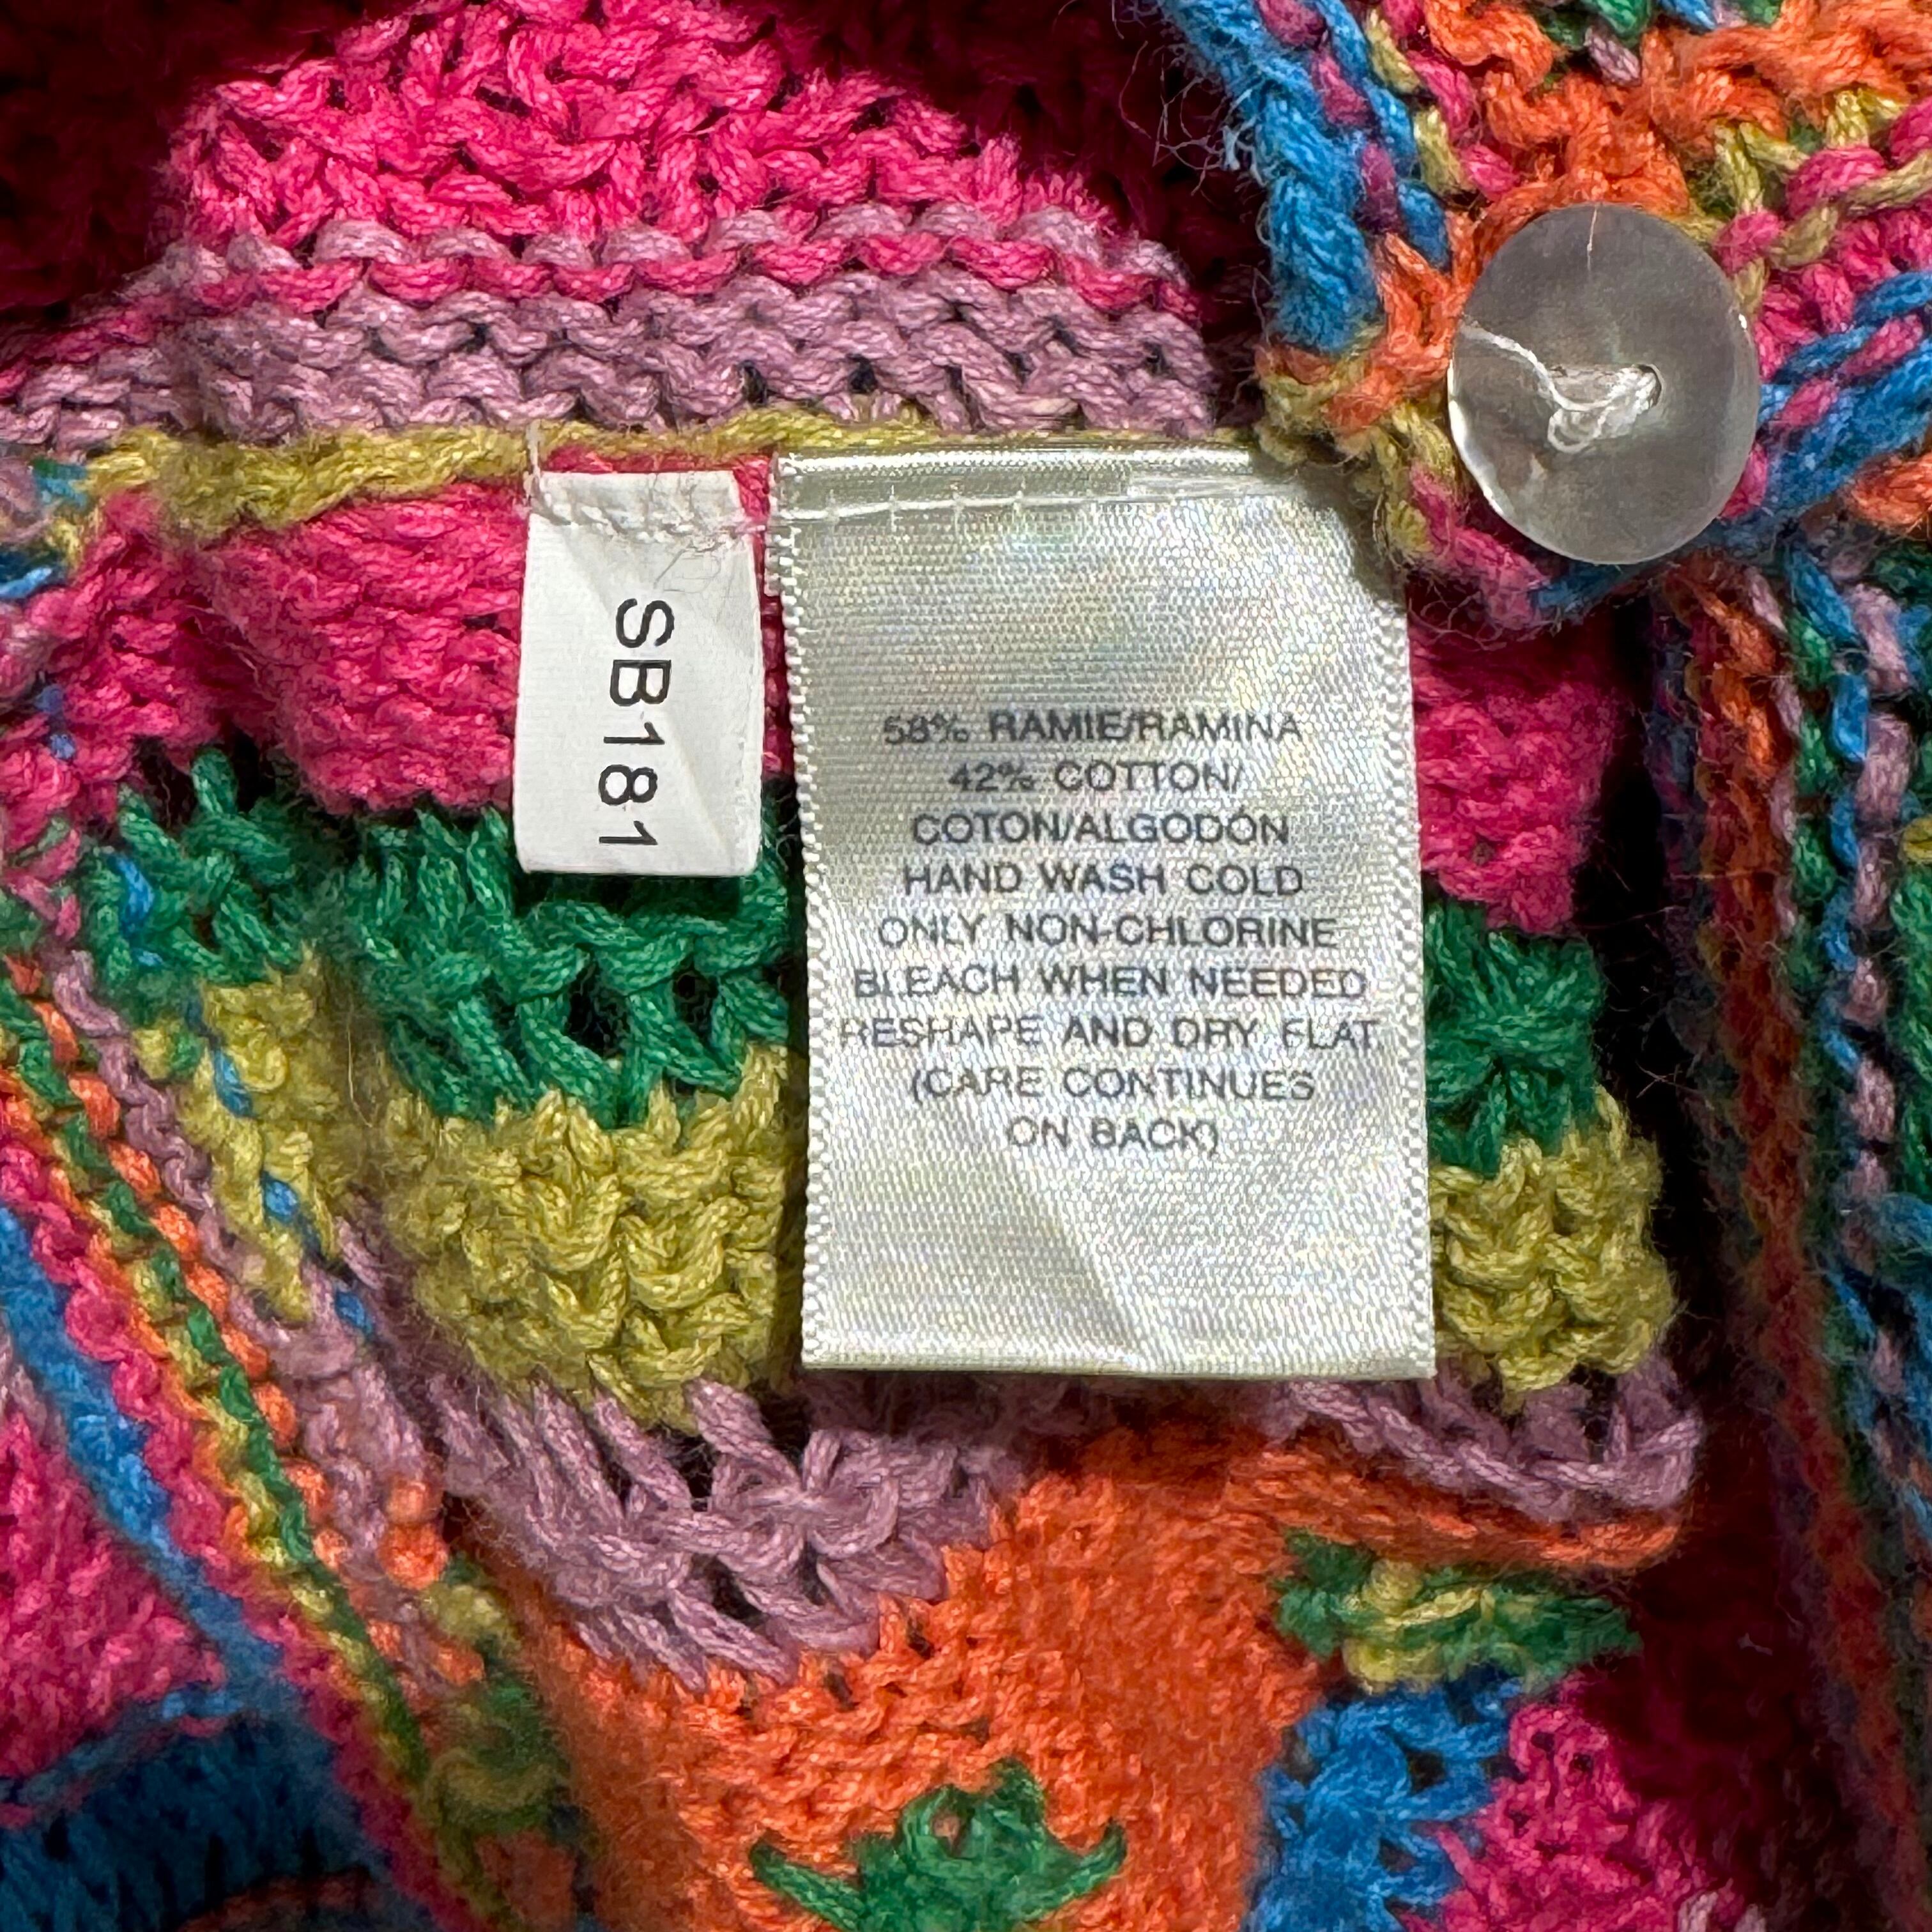 SB181
58% RAMIE/RAMINA
42% COTTON/
COTON/ALGODÓN
HAND WASH COLD
ONLY NON-CHLORINE
BLEACH WHEN NEEDED
RESHAPE AND DRY FLAT
(CARE CONTINUES
ON BACK)